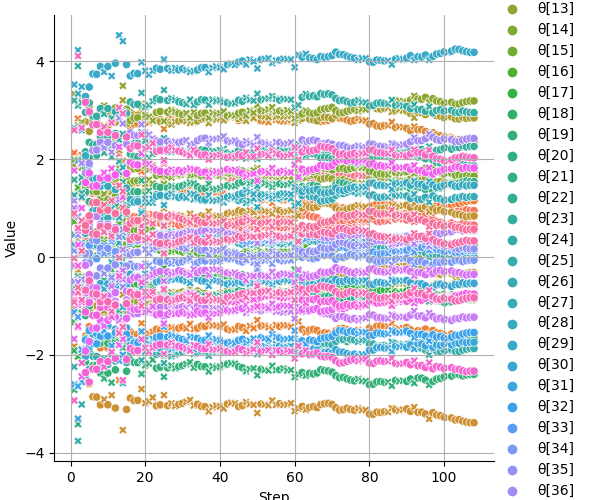 θ[13]
θ[14]
θ[15]
θ[16]
θ[17]
θ[18]
θ[19]
θ[20]
θ[21]
θ[22]
θ[23]
θ[24]
θ[25]
θ[26]
θ[27]
θ[28]
θ[29]
θ[30]
θ[31]
θ[32]
θ[33]
θ[34]
θ[35]
θ[36]
Value
4
2
0
−2
−4
0
20
40
60
80
100
Step